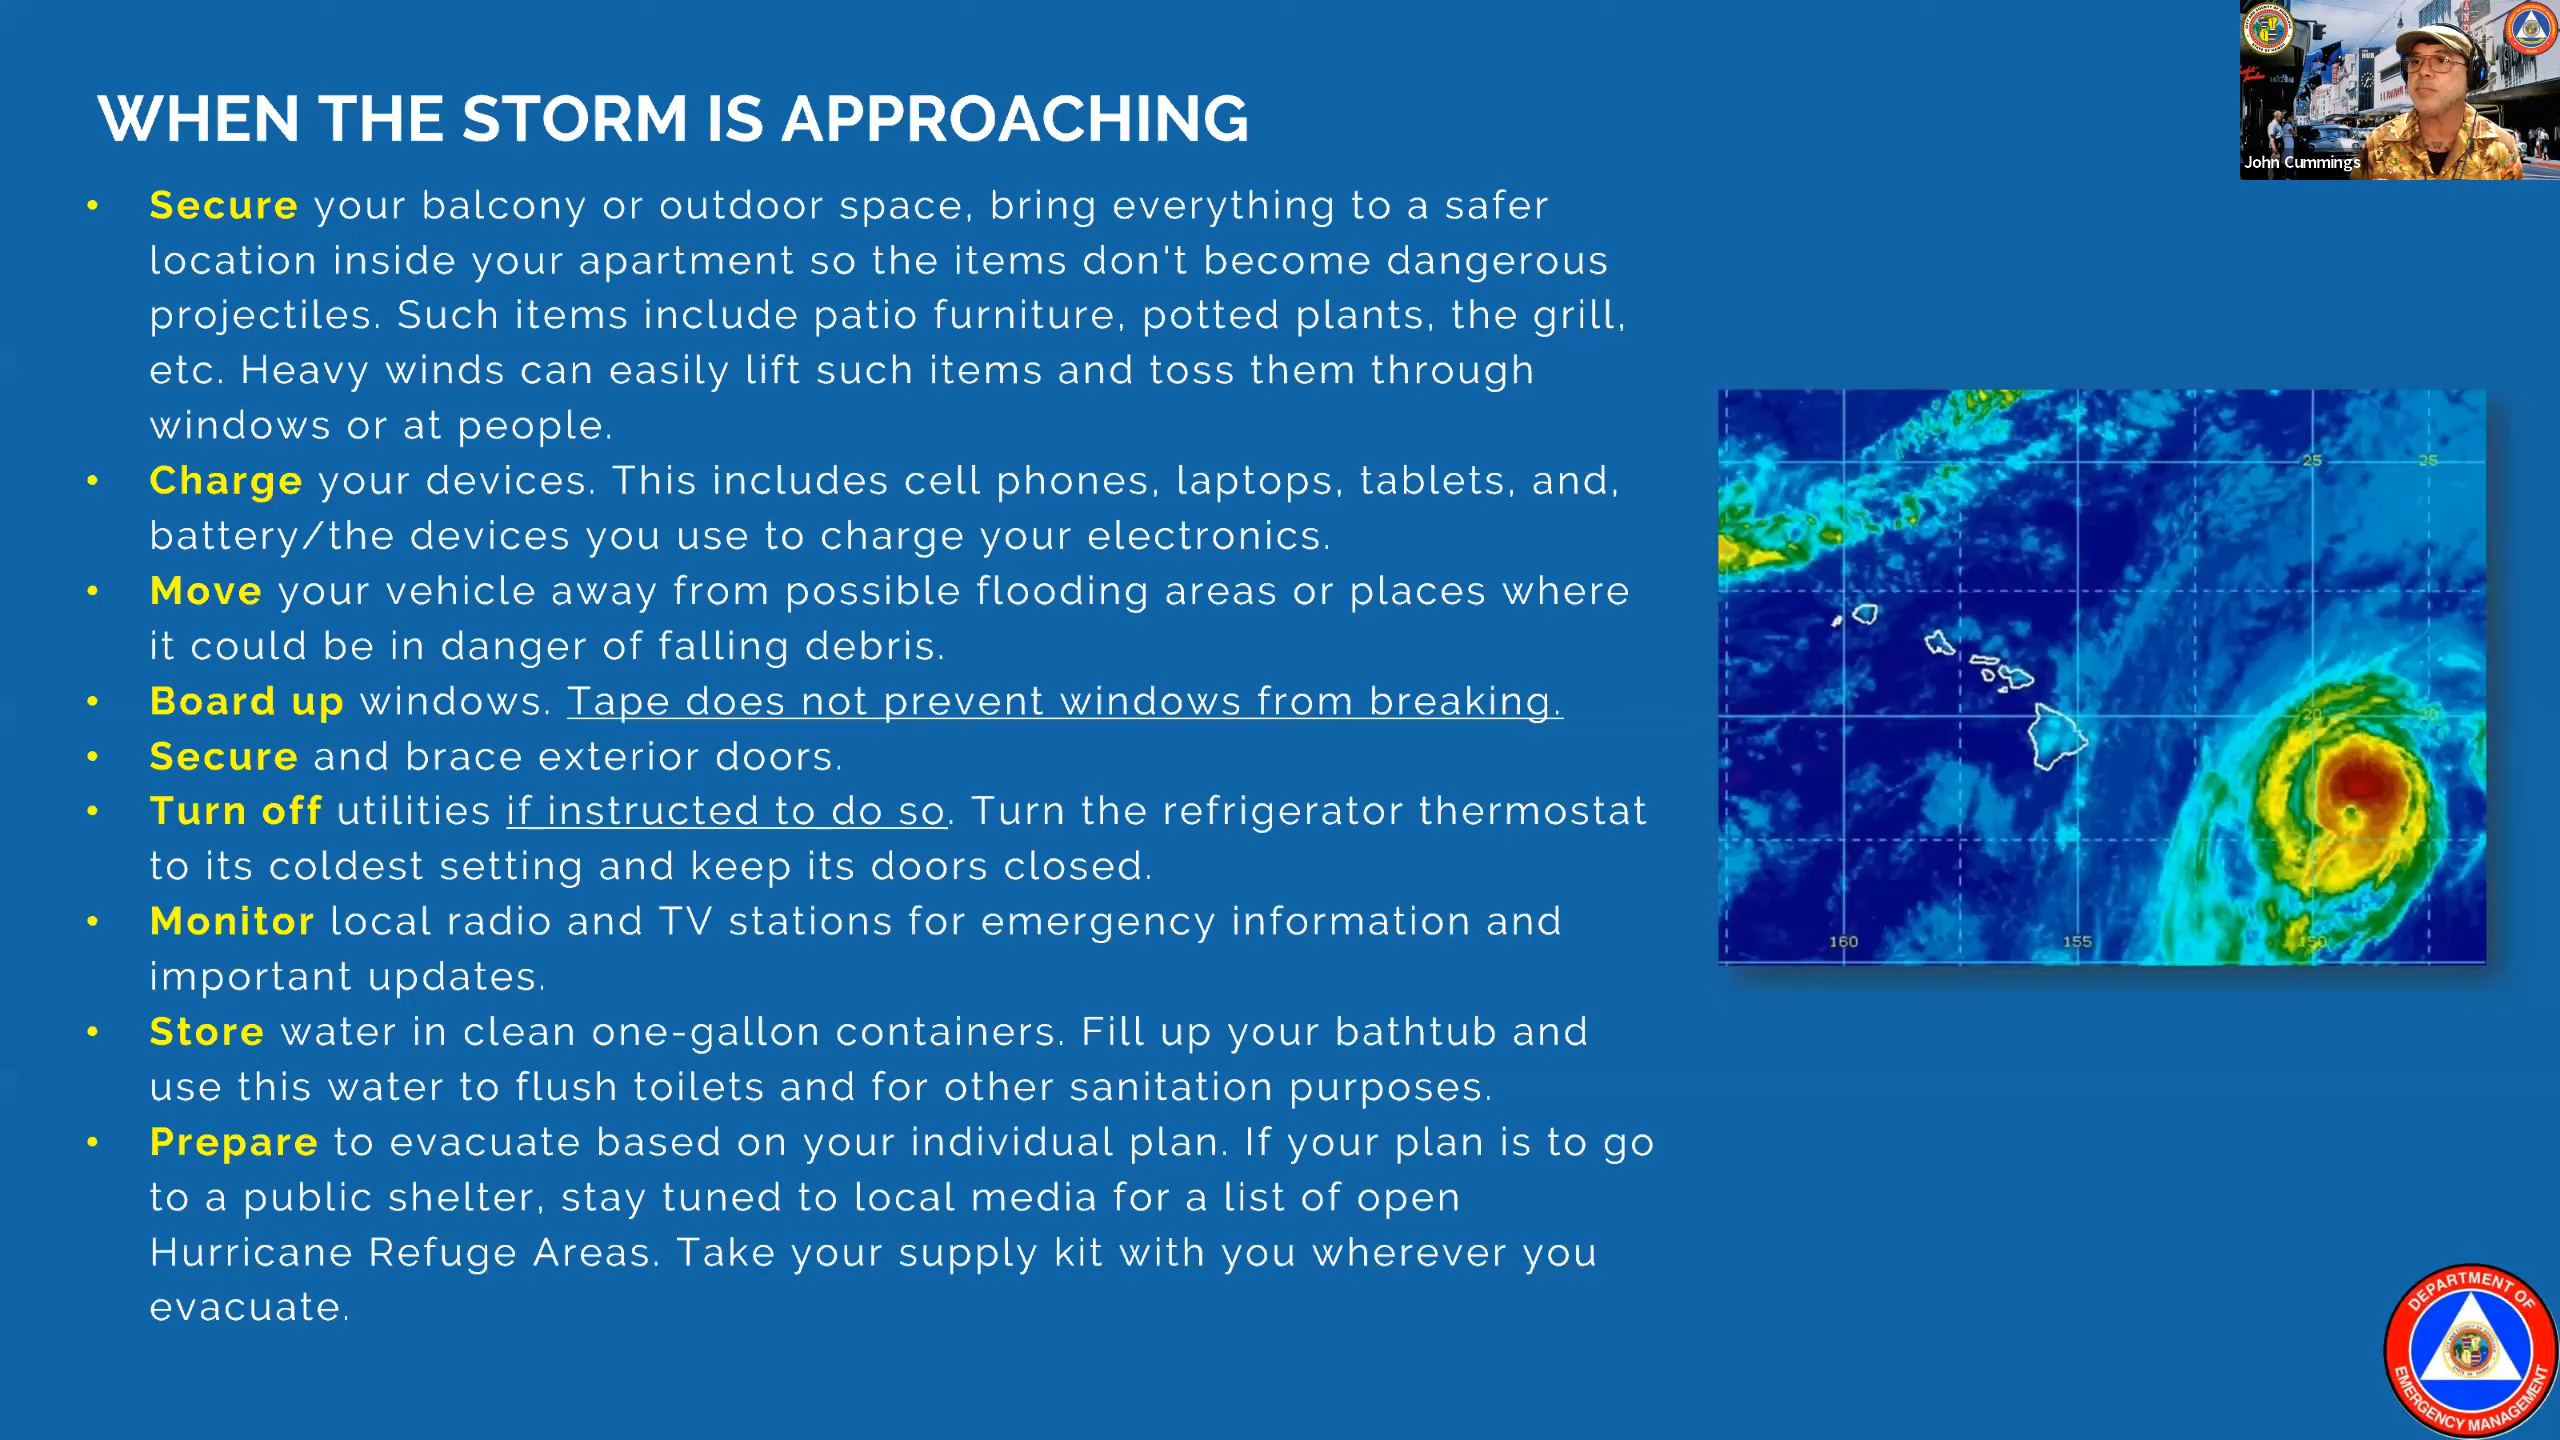 WHEN THE STORM IS APPROACHING
• Secure your balcony or outdoor space, bring everything to a safer
location inside your apartment so the items don't become dangerous
projectiles. Such items include patio furniture, potted plants, the grill,
etc. Heavy winds can easily lift such items and toss them through
windows or at people.
• Charge your devices. This includes cell phones, laptops, tablets, and,
battery/the devices you use to charge your electronics.
• Move your vehicle away from possible flooding areas or places where
it could be in danger of falling debris.
• Board up windows. Tape does not prevent windows from breaking.
• Secure and brace exterior doors.
• Turn off utilities if instructed to do so. Turn the refrigerator thermostat
to its coldest setting and keep its doors closed.
• Monitor local radio and TV stations for emergency information and
important updates.
• Store water in clean one-gallon containers. Fill up your bathtub and
use this water to flush toilets and for other sanitation purposes.
• Prepare to evacuate based on your individual plan. If your plan is to go
to a public shelter, stay tuned to local media for a list of open
Hurricane Refuge Areas. Take your supply kit with you wherever you
evacuate.
John Cummings
25 25
20 20
160 155 150
DEPARTMENT OF
EMERGENCY MANAGEMENT